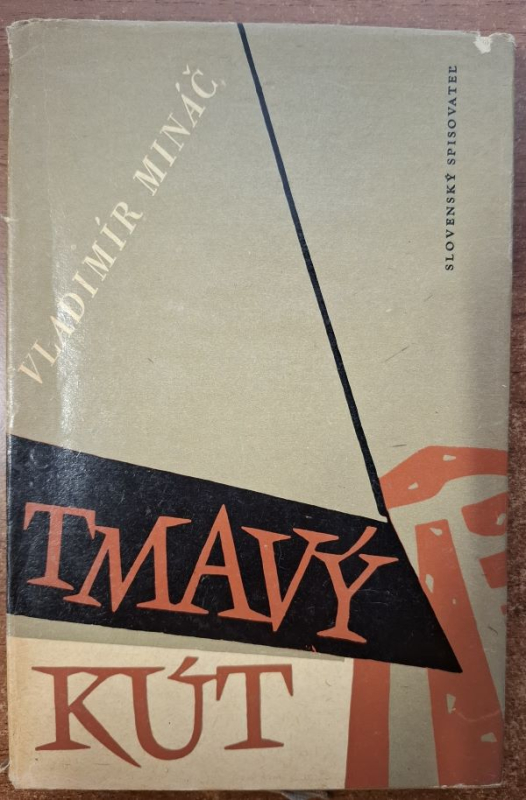 VLADIMÍR MINÁČ
SLOVENSKÝ SPISOVATEĽ
TMAVÝ
KÚT